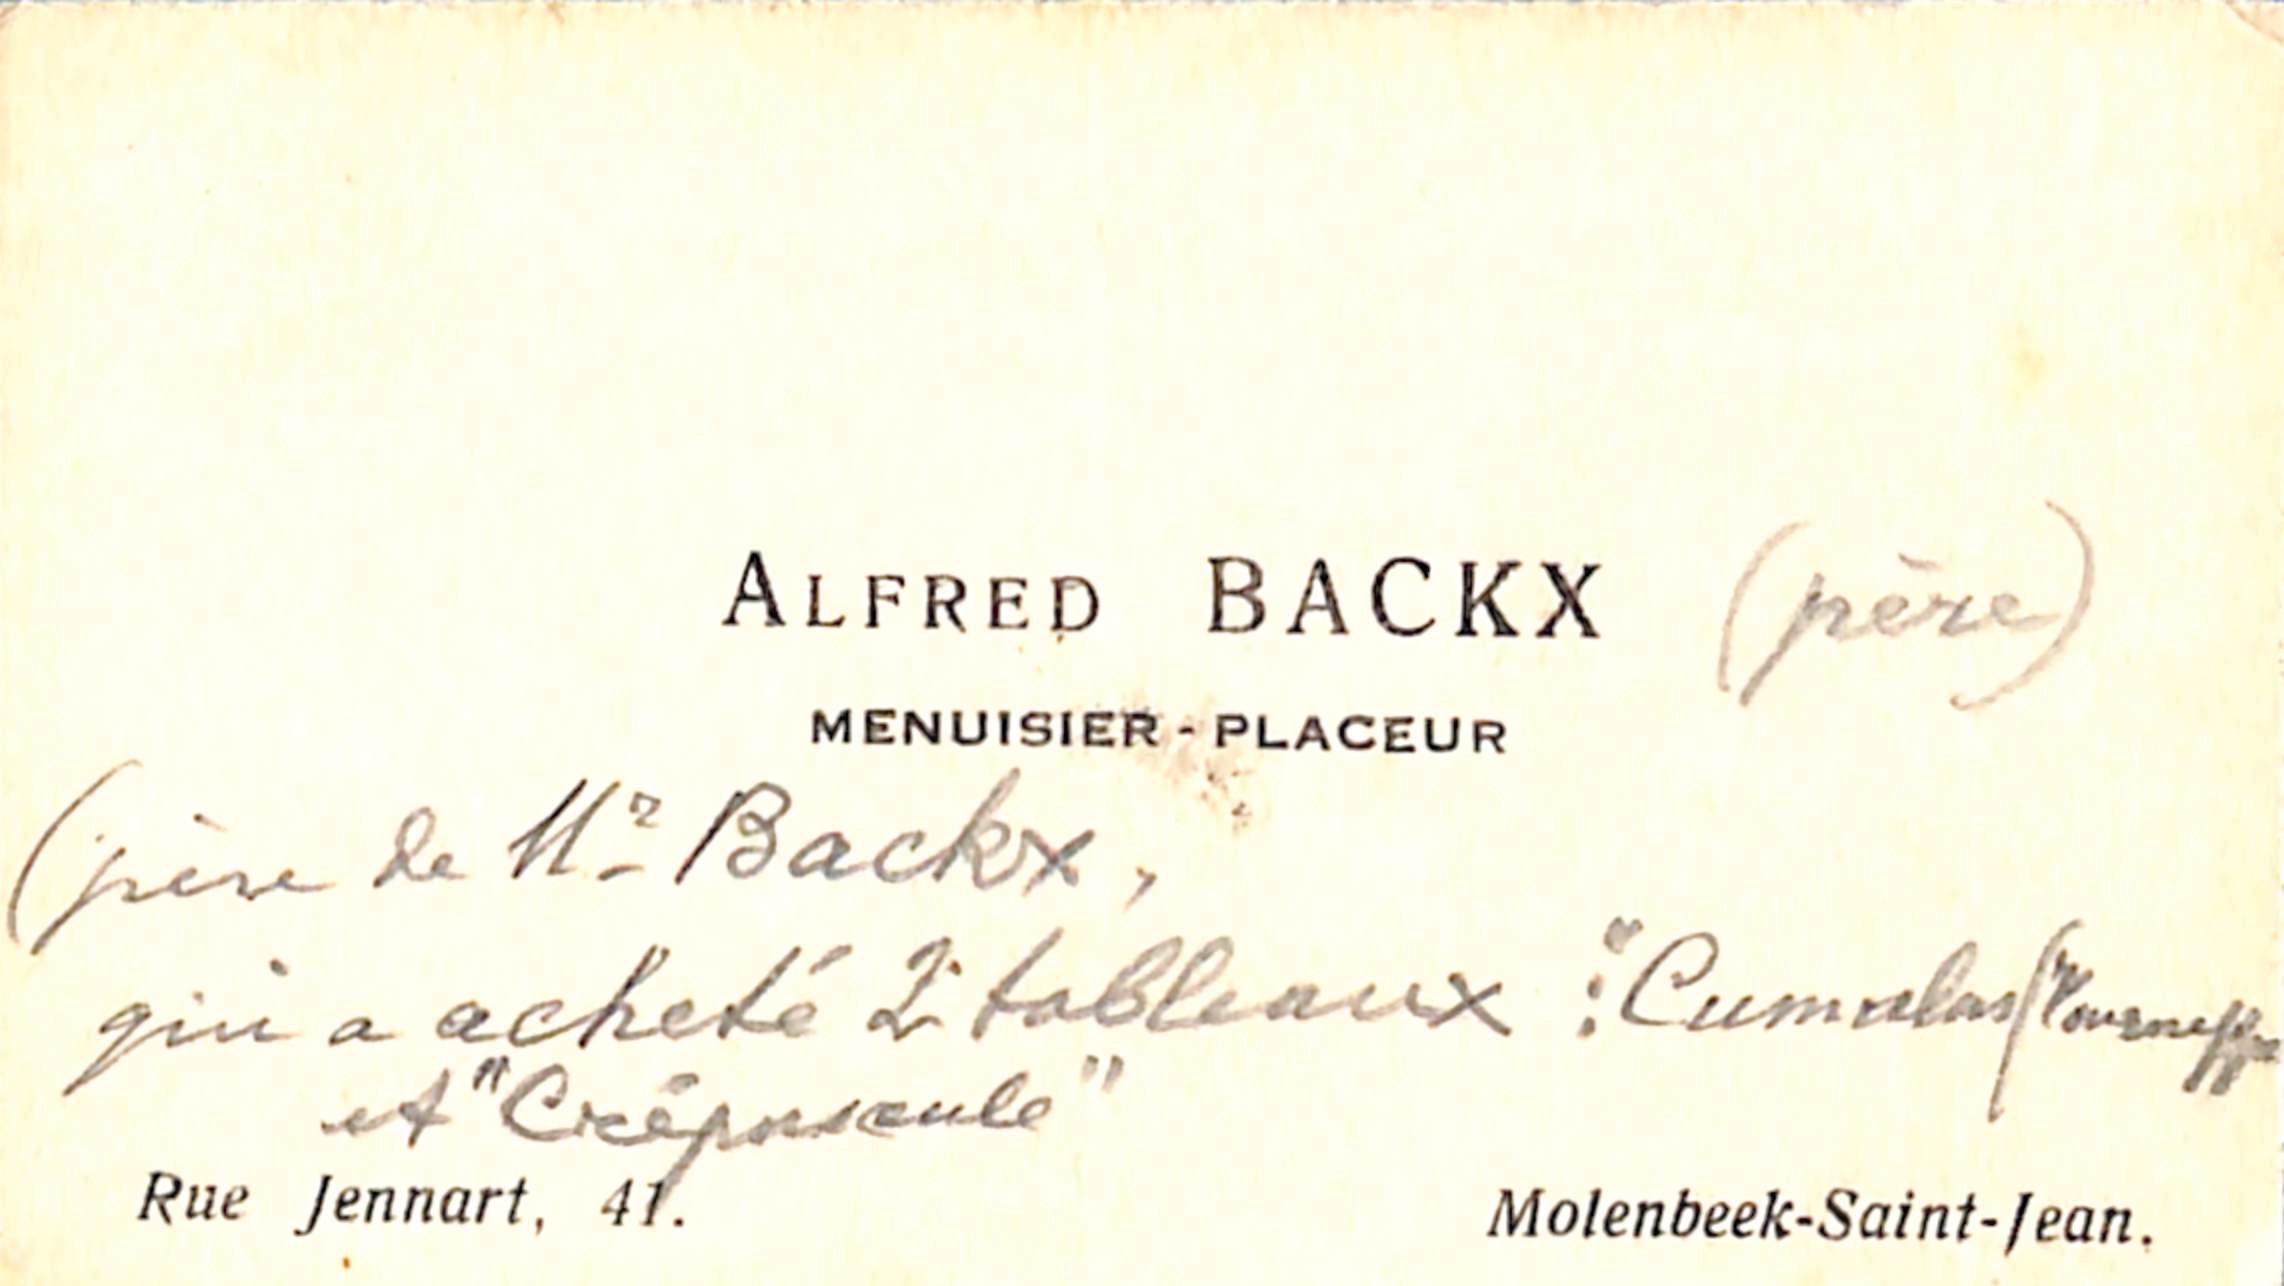 ALFRED BACKX (père)
MENUISIER - PLACEUR
(père de Mr Backx,
qui a acheté 2 tableaux : "Cumulus
et "Crépuscule"
Rue Jennart, 41. Molenbeek-Saint-Jean.